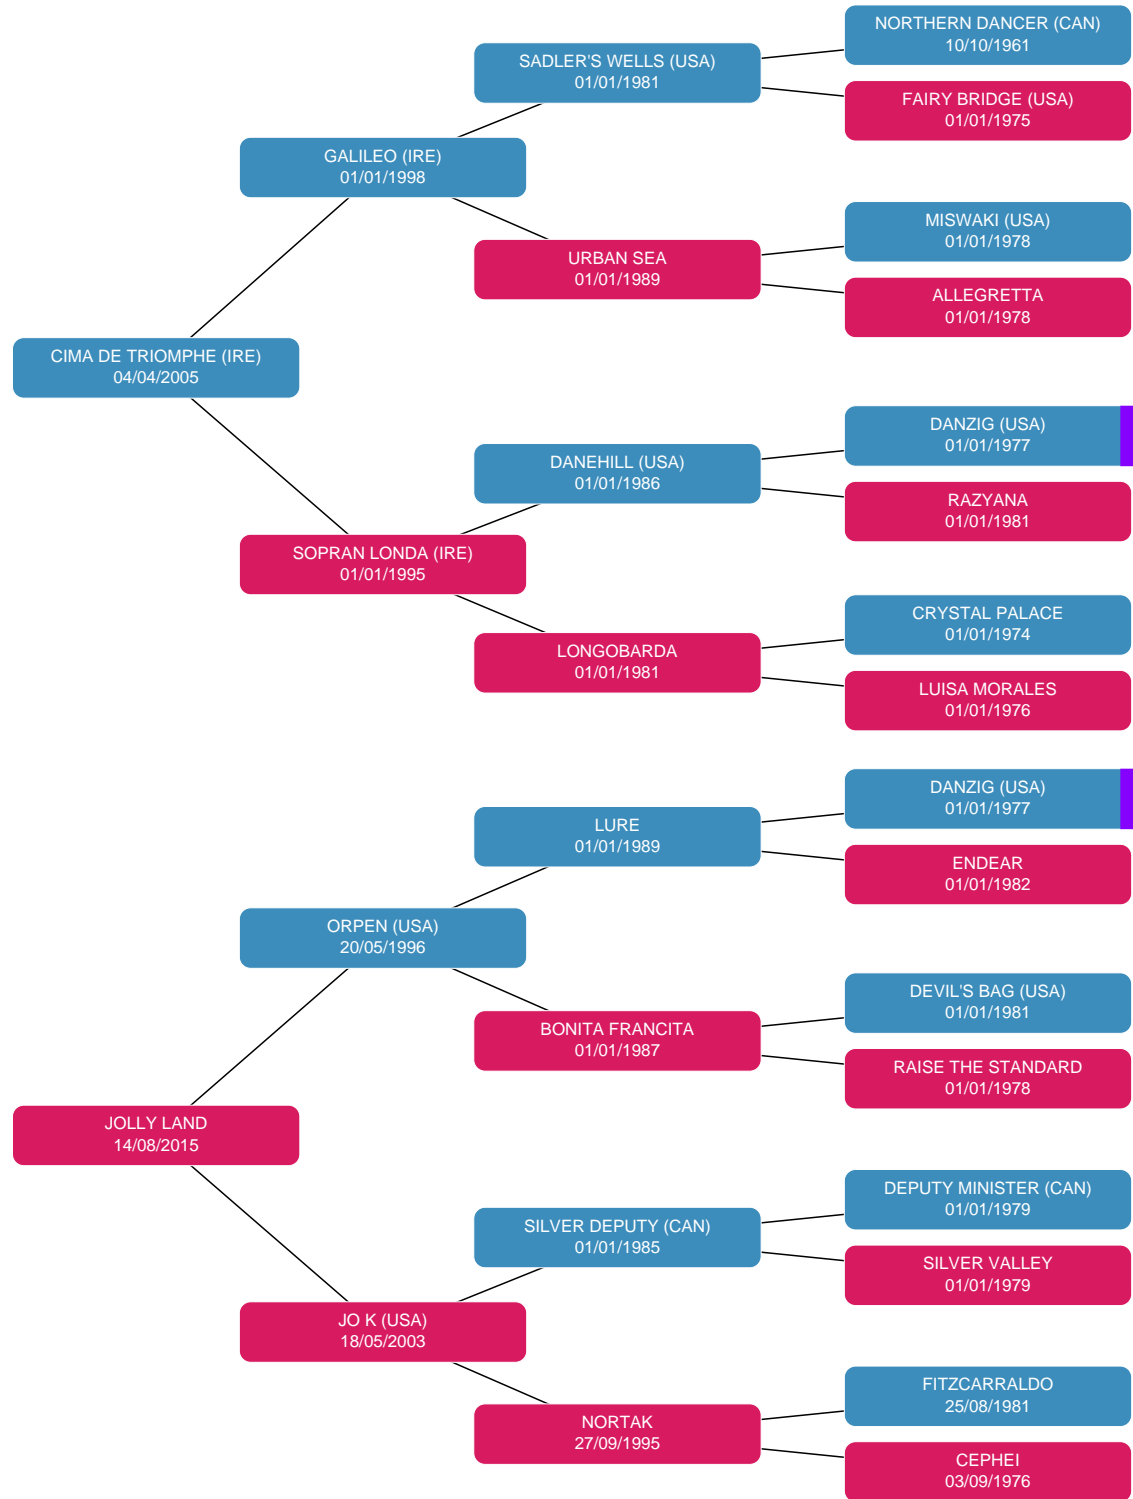 NORTHERN DANCER (CAN)
10/10/1961
SADLER'S WELLS (USA)
01/01/1981
FAIRY BRIDGE (USA)
01/01/1975
GALILEO (IRE)
01/01/1998
MISWAKI (USA)
01/01/1978
URBAN SEA
01/01/1989
ALLEGRETTA
01/01/1978
CIMA DE TRIOMPHE (IRE)
04/04/2005
DANZIG (USA)
01/01/1977
DANEHILL (USA)
01/01/1986
RAZYANA
01/01/1981
SOPRAN LONDA (IRE)
01/01/1995
CRYSTAL PALACE
01/01/1974
LONGOBARDA
01/01/1981
LUISA MORALES
01/01/1976
DANZIG (USA)
01/01/1977
LURE
01/01/1989
ENDEAR
01/01/1982
ORPEN (USA)
20/05/1996
DEVIL'S BAG (USA)
01/01/1981
BONITA FRANCITA
01/01/1987
RAISE THE STANDARD
01/01/1978
JOLLY LAND
14/08/2015
DEPUTY MINISTER (CAN)
01/01/1979
SILVER DEPUTY (CAN)
01/01/1985
SILVER VALLEY
01/01/1979
JO K (USA)
18/05/2003
FITZCARRALDO
25/08/1981
NORTAK
27/09/1995
CEPHEI
03/09/1976